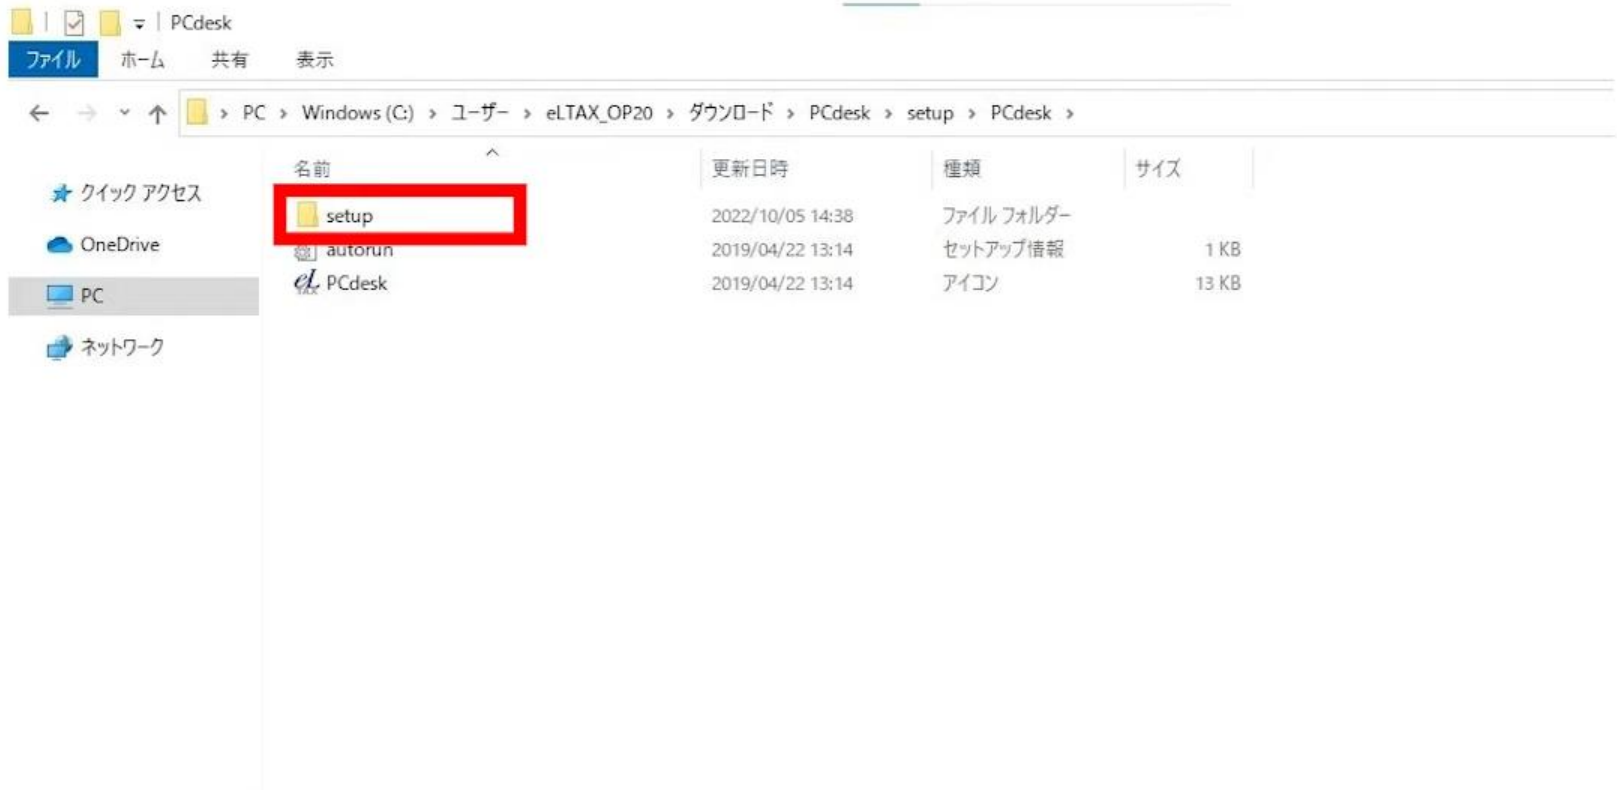 PCdesk
ファイル ホーム 共有 表示
PC > Windows (C:) > ユーザー > eLTAX_OP20 > ダウンロード > PCdesk > setup > PCdesk >
名前 更新日時 種類 サイズ
クイック アクセス
OneDrive
PC
ネットワーク
setup 2022/10/05 14:38 ファイル フォルダー
autorun 2019/04/22 13:14 セットアップ情報 1 KB
eL TAX PCdesk 2019/04/22 13:14 アイコン 13 KB